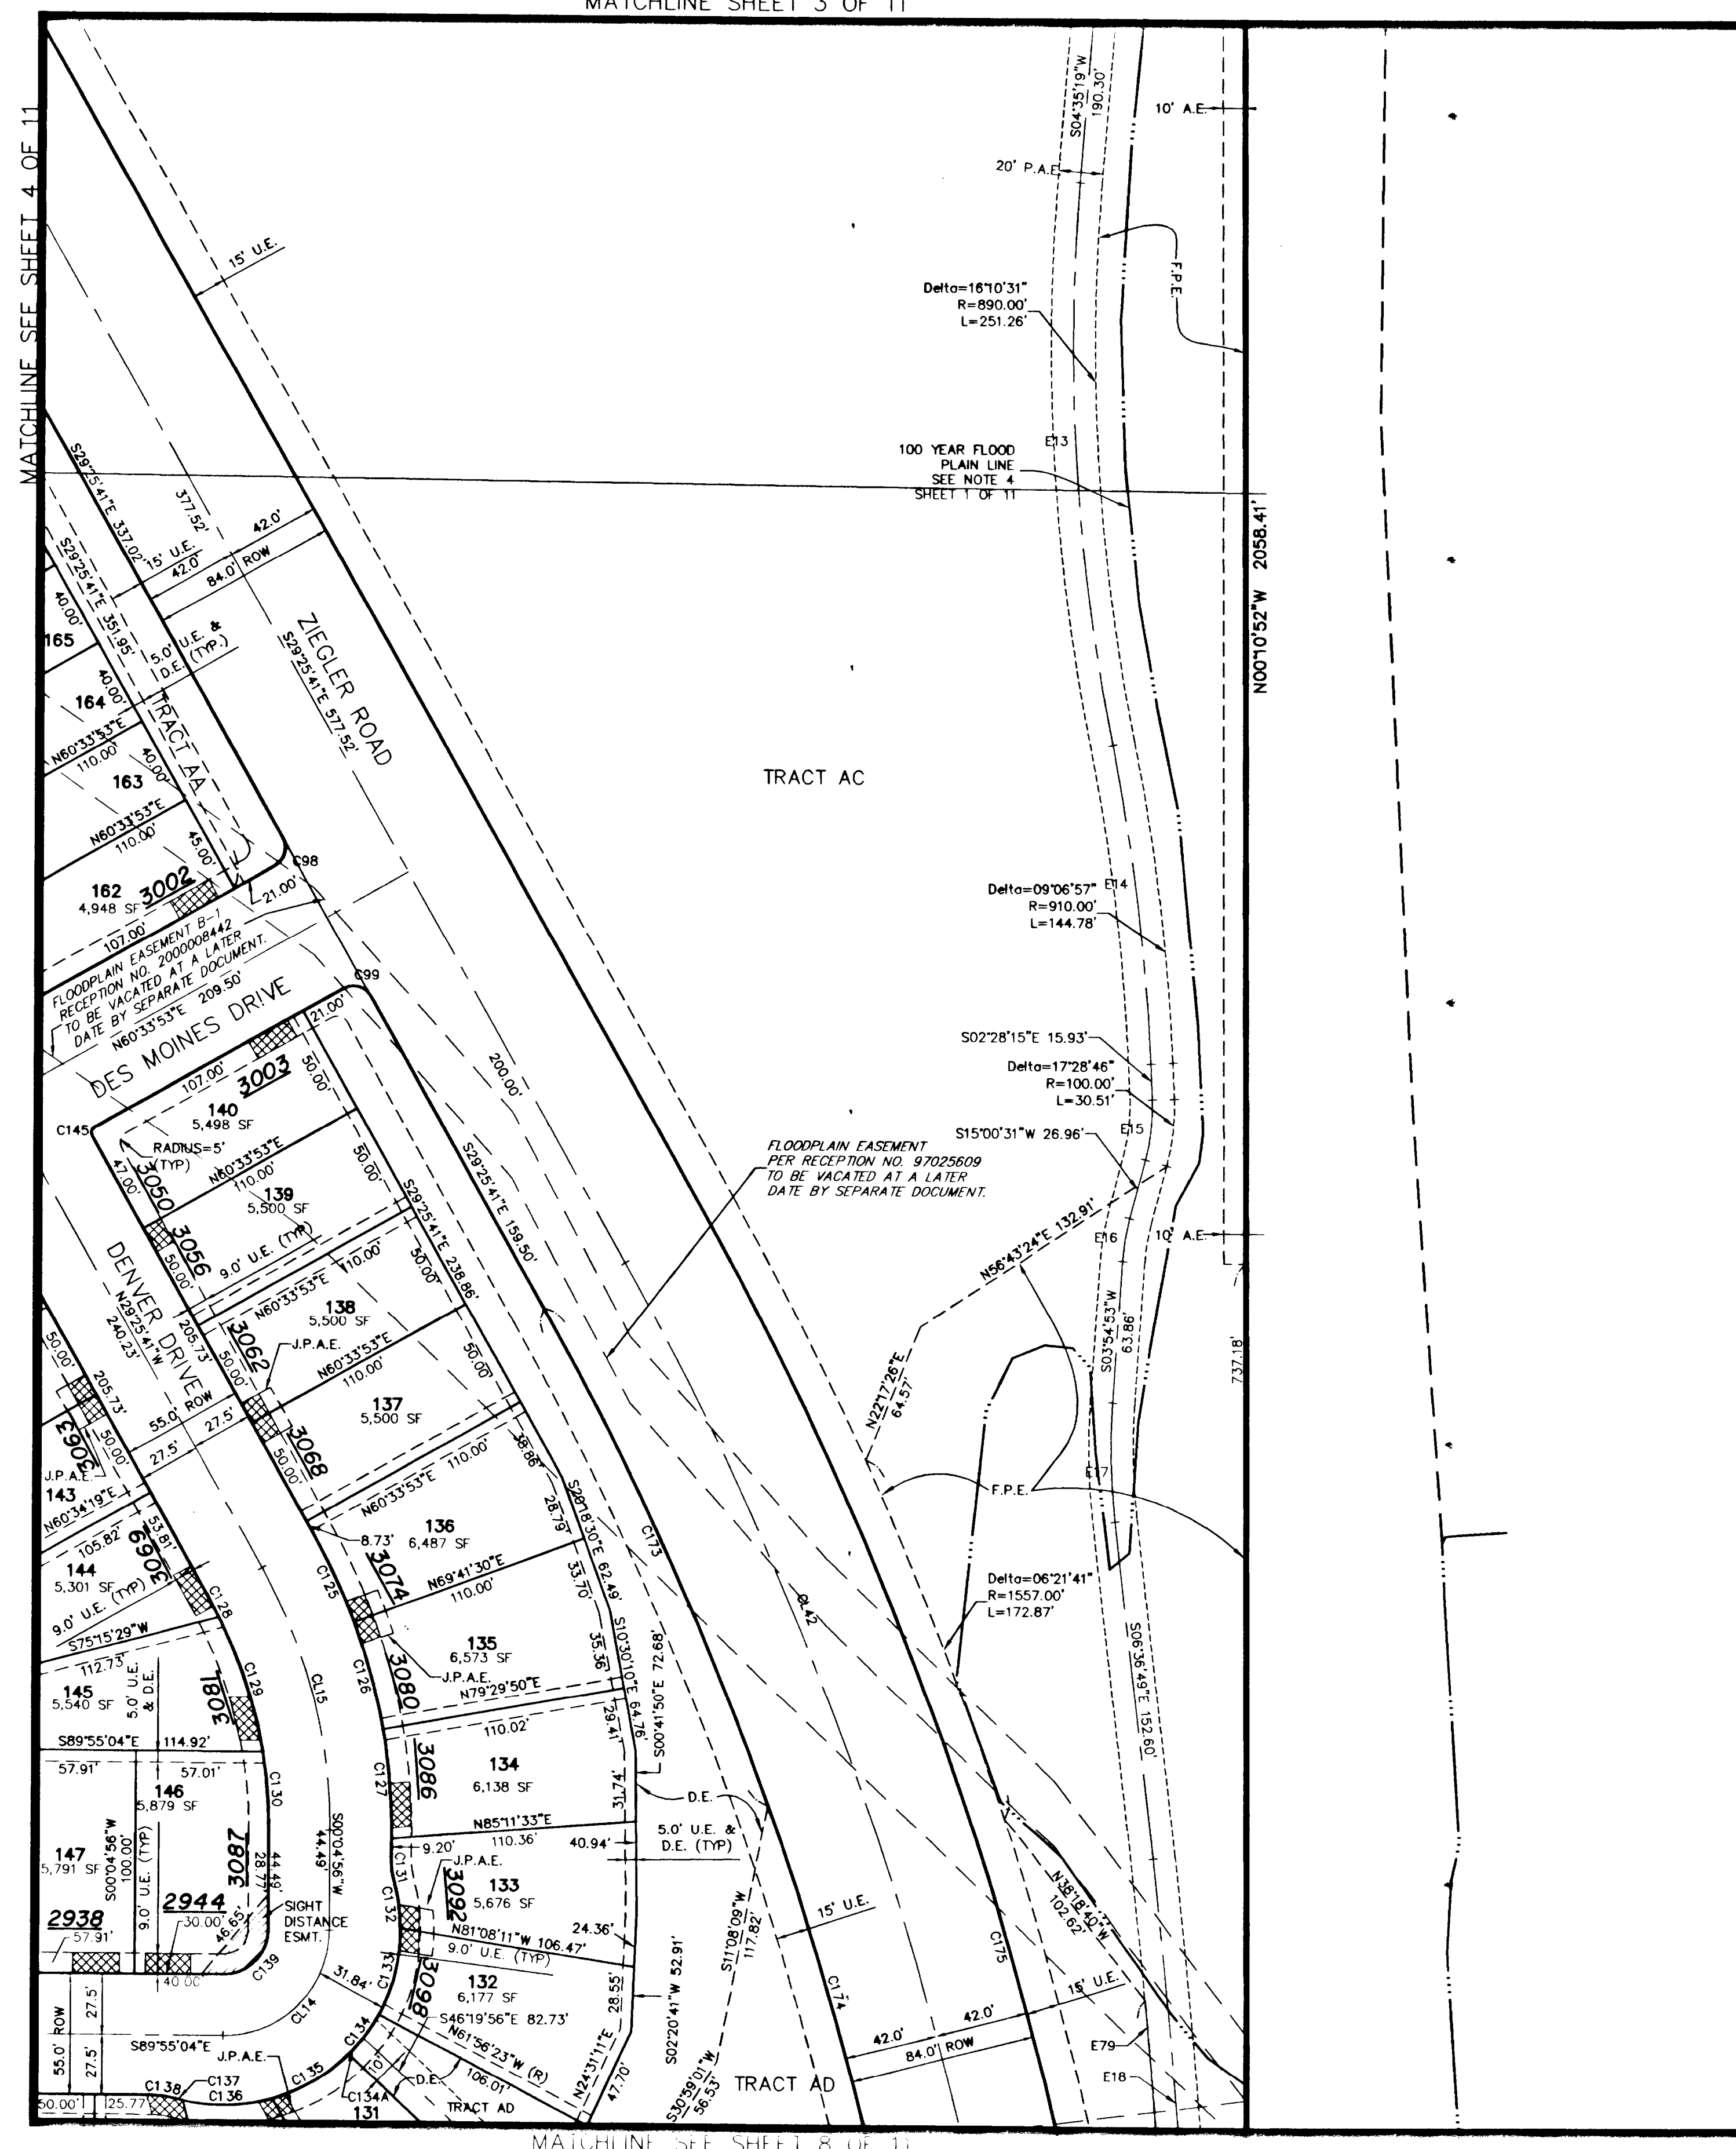 MATCHLINE SHEET 3 OF 11
MATCHLINE SEE SHEET 4 OF 11
S04°35'19"W
190.30'
10' A.E.
20' P.A.E.
15' U.E.
F.P.E.
Delta=16°10'31"
R=890.00'
L=251.26'
E13
100 YEAR FLOOD
PLAIN LINE
SEE NOTE 4
SHEET 1 OF 11
N00°10'52"W 2058.41'
S29°25'41"E 337.02'
377.52'
15' U.E.
42.0'
42.0'
84.0' ROW
S29°25'41"E 351.95'
40.00'
165
5.0' U.E. &
D.E. (TYP.)
ZIEGLER ROAD
S29°25'41"E 577.52'
40.00'
164
TRACT AA
N60°33'53"E
110.00'
40.00'
163
TRACT AC
N60°33'53"E
110.00'
45.00'
C98
162
4,948 SF
3002
21.00'
107.00'
Delta=09°06'57"
R=910.00'
L=144.78'
E14
FLOODPLAIN EASEMENT B-1
RECEPTION NO. 2000008442
TO BE VACATED AT A LATER
DATE BY SEPARATE DOCUMENT.
N60°33'53"E 209.50'
DES MOINES DRIVE
C99
21.00'
107.00'
3003
50.00'
200.00'
S02°28'15"E 15.93'
Delta=17°28'46"
R=100.00'
L=30.51'
E15
S15°00'31"W 26.96'
140
5,498 SF
C145
RADIUS=5'
(TYP)
47.00'
3050
N60°33'53"E
110.00'
50.00'
S29°25'41"E 159.50'
FLOODPLAIN EASEMENT
PER RECEPTION NO. 97025609
TO BE VACATED AT A LATER
DATE BY SEPARATE DOCUMENT.
139
5,500 SF
3056
50.00'
9.0' U.E. (TYP)
S29°25'41"E 238.86'
N56°43'24"E 132.91'
E16
10' A.E.
DENVER DRIVE
N29°25'41"W
240.23'
205.73'
N60°33'53"E 110.00'
50.00'
138
5,500 SF
3062
50.00'
J.P.A.E.
S03°54'53"W
63.86'
737.18'
50.00'
205.73'
N60°33'53"E
110.00'
50.00'
N22°17'26"E
64.57'
137
5,500 SF
55.0' ROW
27.5'
27.5'
3063
50.00'
3068
50.00'
J.P.A.E.
143
N60°34'19"E
105.82'
53.81'
N60°33'53"E 110.00'
38.86'
E17
F.P.E.
8.73'
136
6,487 SF
S20°18'30"E 62.49'
28.79'
C173
3069
144
5,301 SF
9.0' U.E. (TYP)
C128
C125
3074
N69°41'30"E
110.00'
33.70'
Delta=06°21'41"
R=1557.00'
L=172.87'
CL42
S75°15'29"W
112.73'
135
6,573 SF
35.36'
S10°30'10"E 64.76'
S00°41'50"E 72.68'
S06°36'49"E 152.60'
145
5,540 SF
5.0' U.E.
& D.E.
3081
C129
CL15
C126
3080
J.P.A.E.
N79°29'50"E
110.02'
29.41'
S89°55'04"E 114.92'
57.91'
57.01'
146
5,879 SF
C130
C127
3086
134
6,138 SF
31.74'
D.E.
N85°11'33"E
110.36'
9.20'
40.94'
5.0' U.E. &
D.E. (TYP)
147
5,791 SF
S00°04'56"W
100.00'
9.0' U.E. (TYP)
3087
44.49'
28.77'
S00°04'56"W
44.49'
C131
J.P.A.E.
133
5,676 SF
3092
C132
2938
57.91'
2944
30.00'
46.65'
SIGHT
DISTANCE
ESMT.
N81°08'11"W 106.47'
9.0' U.E. (TYP)
24.36'
15' U.E.
S11°08'09"W
117.82'
N38°18'40"W
102.62'
C175
40.00
C139
31.84'
C133
3098
132
6,177 SF
28.55'
S02°20'41"W 52.91'
C174
15' U.E.
42.0'
42.0'
84.0' ROW
55.0' ROW
27.5'
27.5'
CL14
S89°55'04"E
C134
S46°19'56"E 82.73'
N61°56'23"W (R)
106.01'
N24°31'11"E
47.70'
S30°59'01"W
56.53'
TRACT AD
E79
E18
J.P.A.E.
C137
C136
C138
C135
10'
D.E.
C134A
131
TRACT AD
50.00'
25.77'
MATCHLINE SEE SHEET 8 OF 11